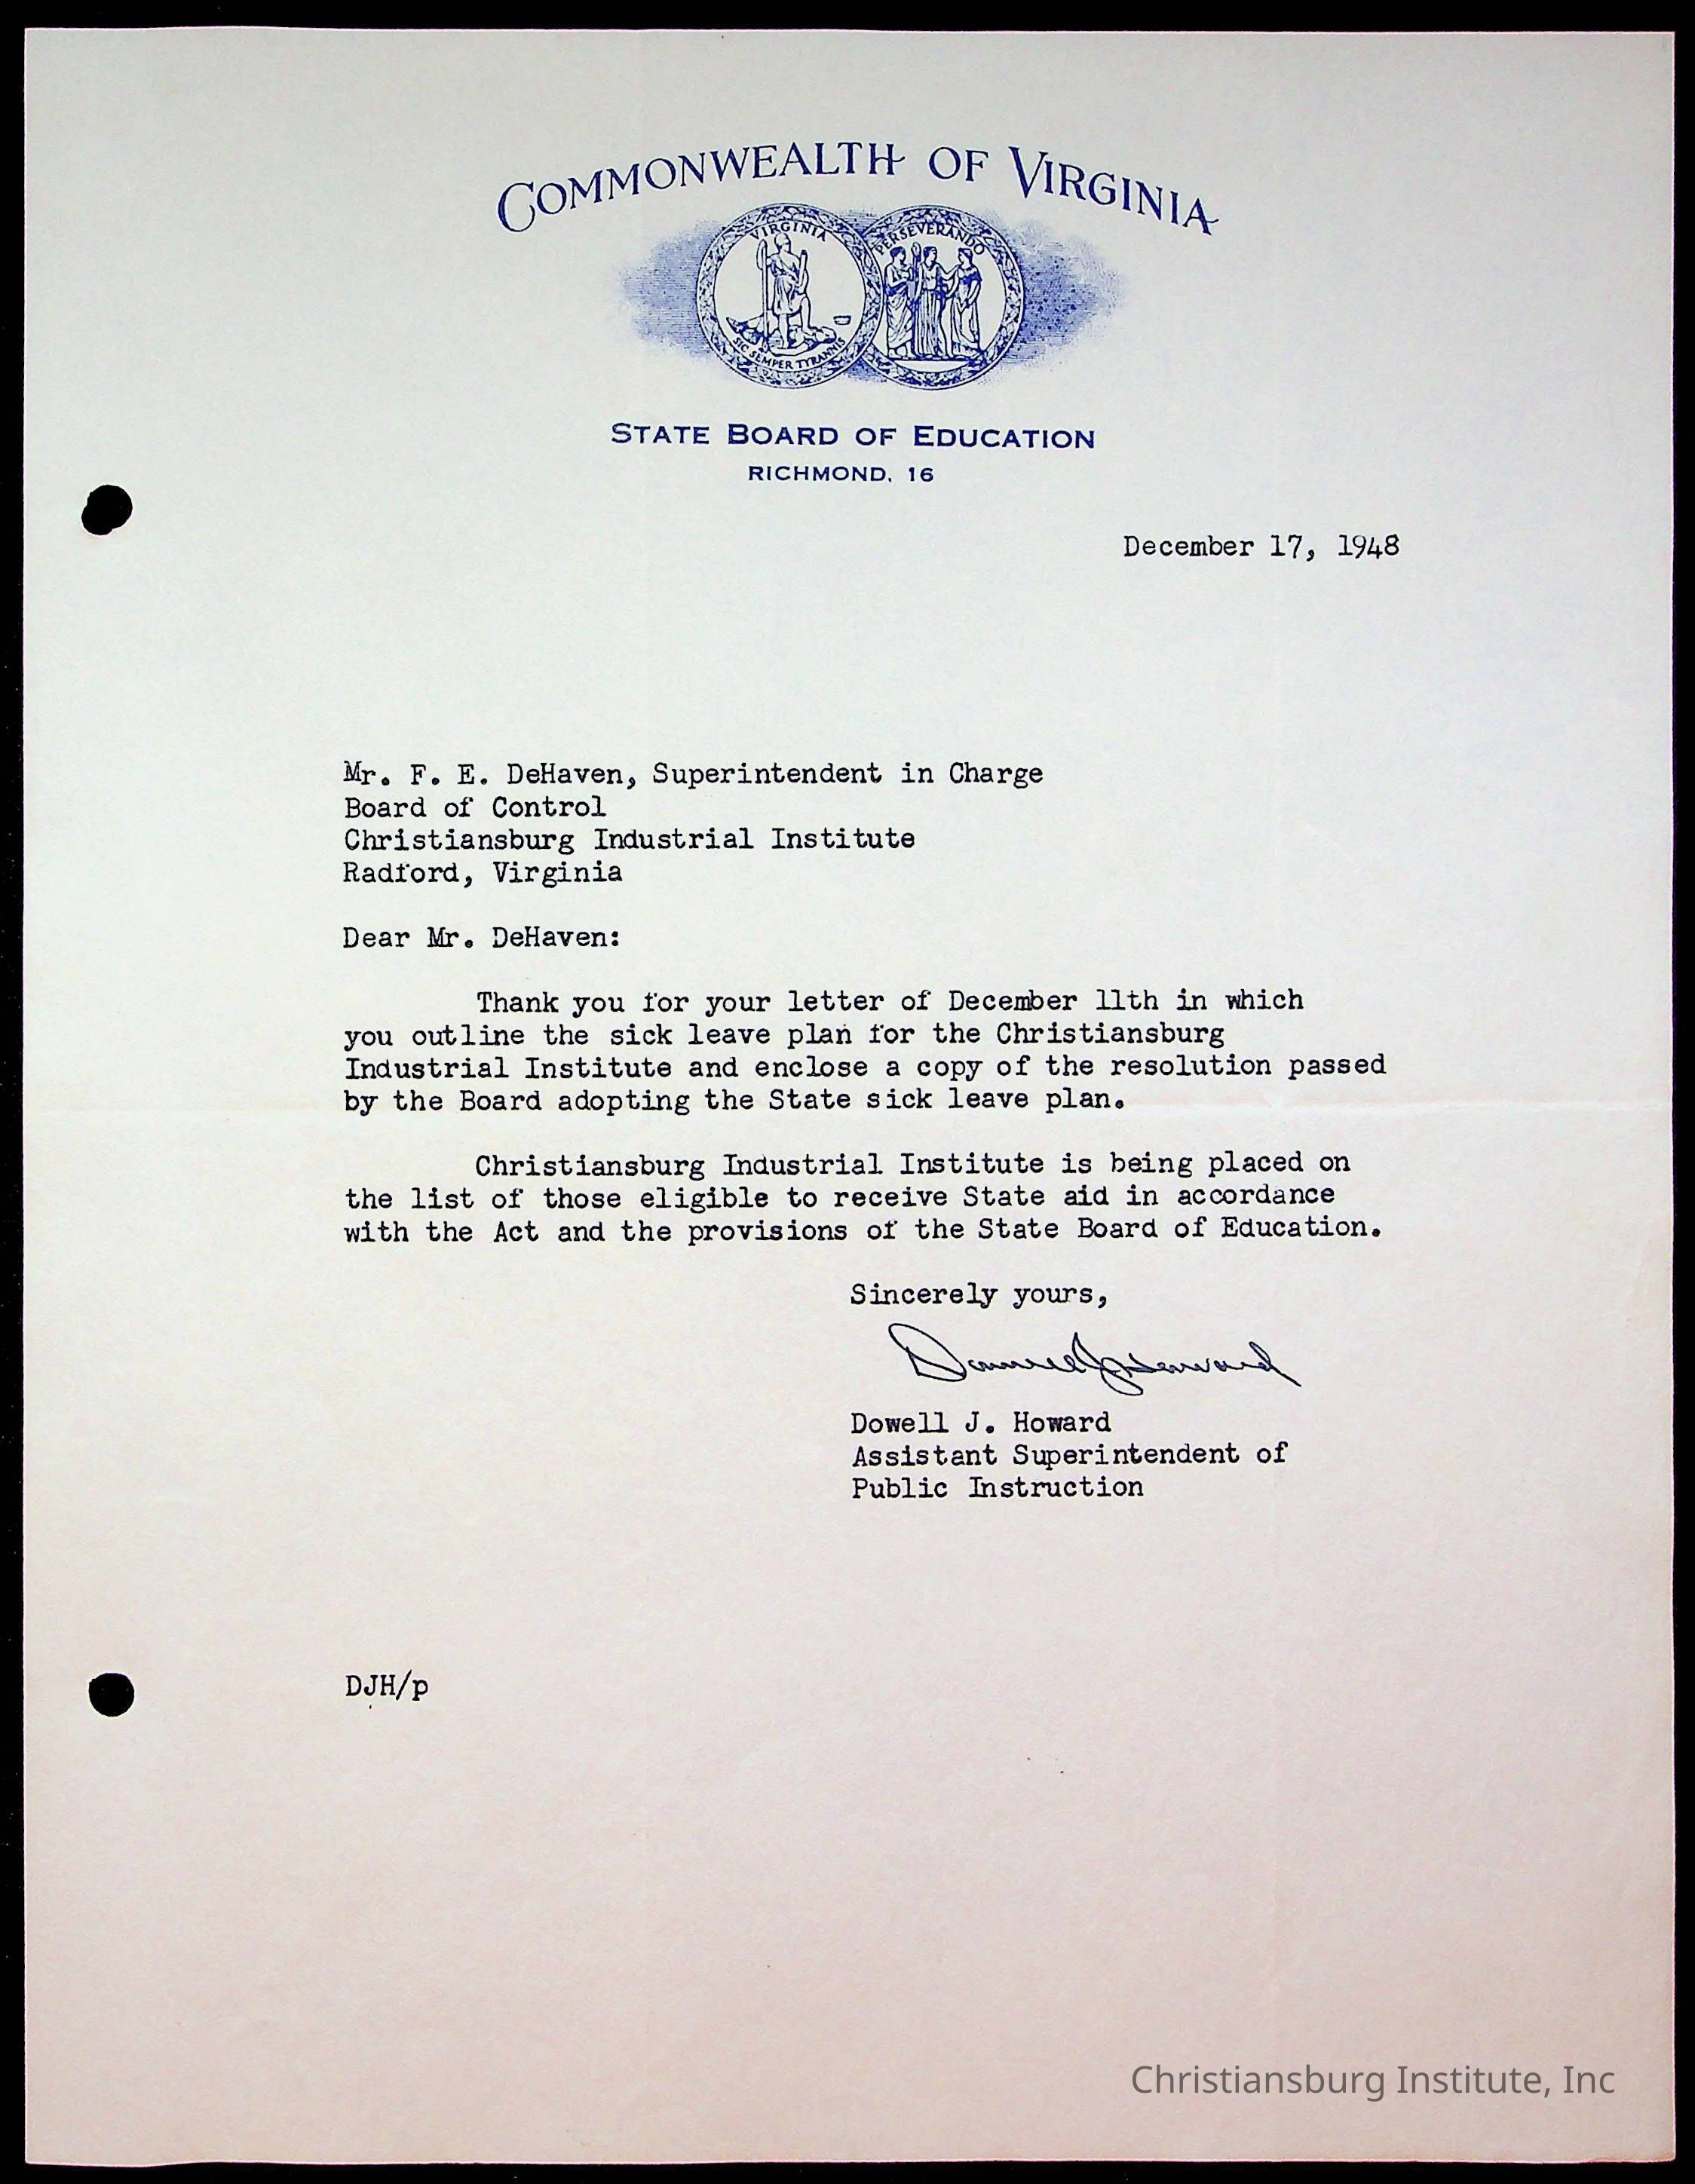 COMMONWEALTH OF VIRGINIA
VIRGINIA
PERSEVERANDO
SIC SEMPER TYRANNIS
STATE BOARD OF EDUCATION
RICHMOND, 16
December 17, 1948
Mr. F. E. DeHaven, Superintendent in Charge
Board of Control
Christiansburg Industrial Institute
Radford, Virginia
Dear Mr. DeHaven:
Thank you for your letter of December 11th in which
you outline the sick leave plan for the Christiansburg
Industrial Institute and enclose a copy of the resolution passed
by the Board adopting the State sick leave plan.
Christiansburg Industrial Institute is being placed on
the list of those eligible to receive State aid in accordance
with the Act and the provisions of the State Board of Education.
Sincerely yours,
Dowell J. Howard
Dowell J. Howard
Assistant Superintendent of
Public Instruction
DJH/p
Christiansburg Institute, Inc